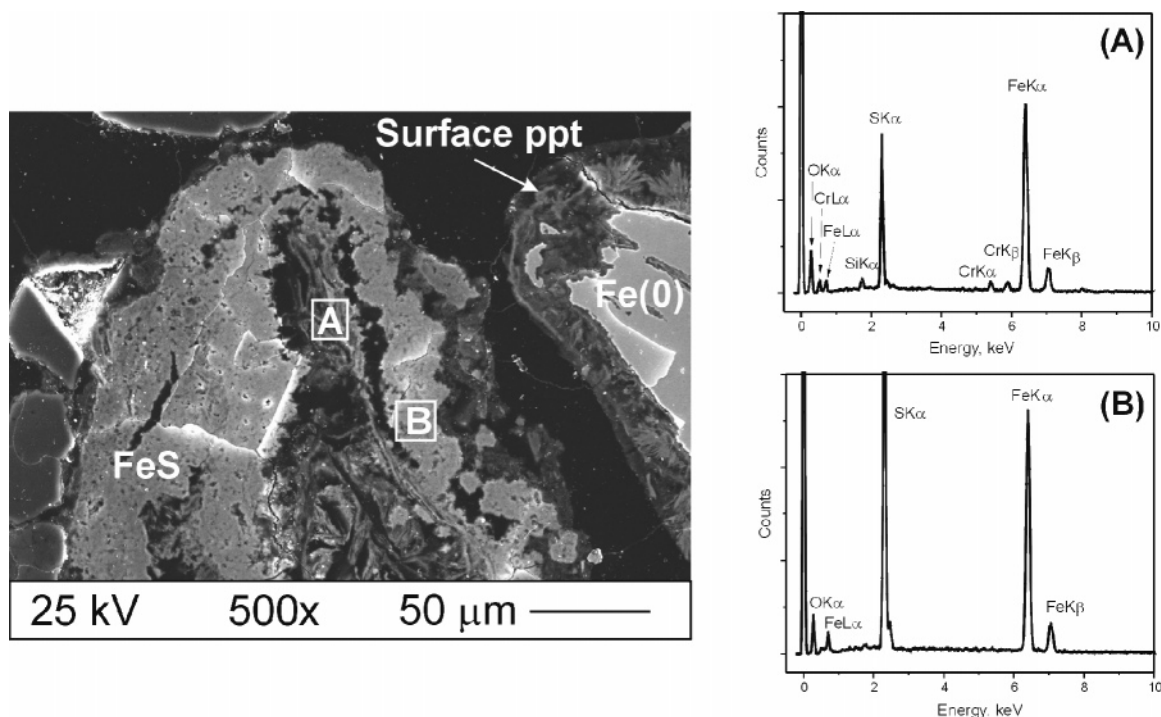 Surface ppt
Fe(0)
A
B
FeS
25 kV 500x 50 μm
(A)
FeKα
SKα
OKα
CrLα
FeLα
SiKα
CrKα
CrKβ
FeKβ
Counts
0 2 4 6 8 10
Energy, keV
(B)
FeKα
SKα
OKα
FeLα
FeKβ
Counts
0 2 4 6 8 10
Energy, keV